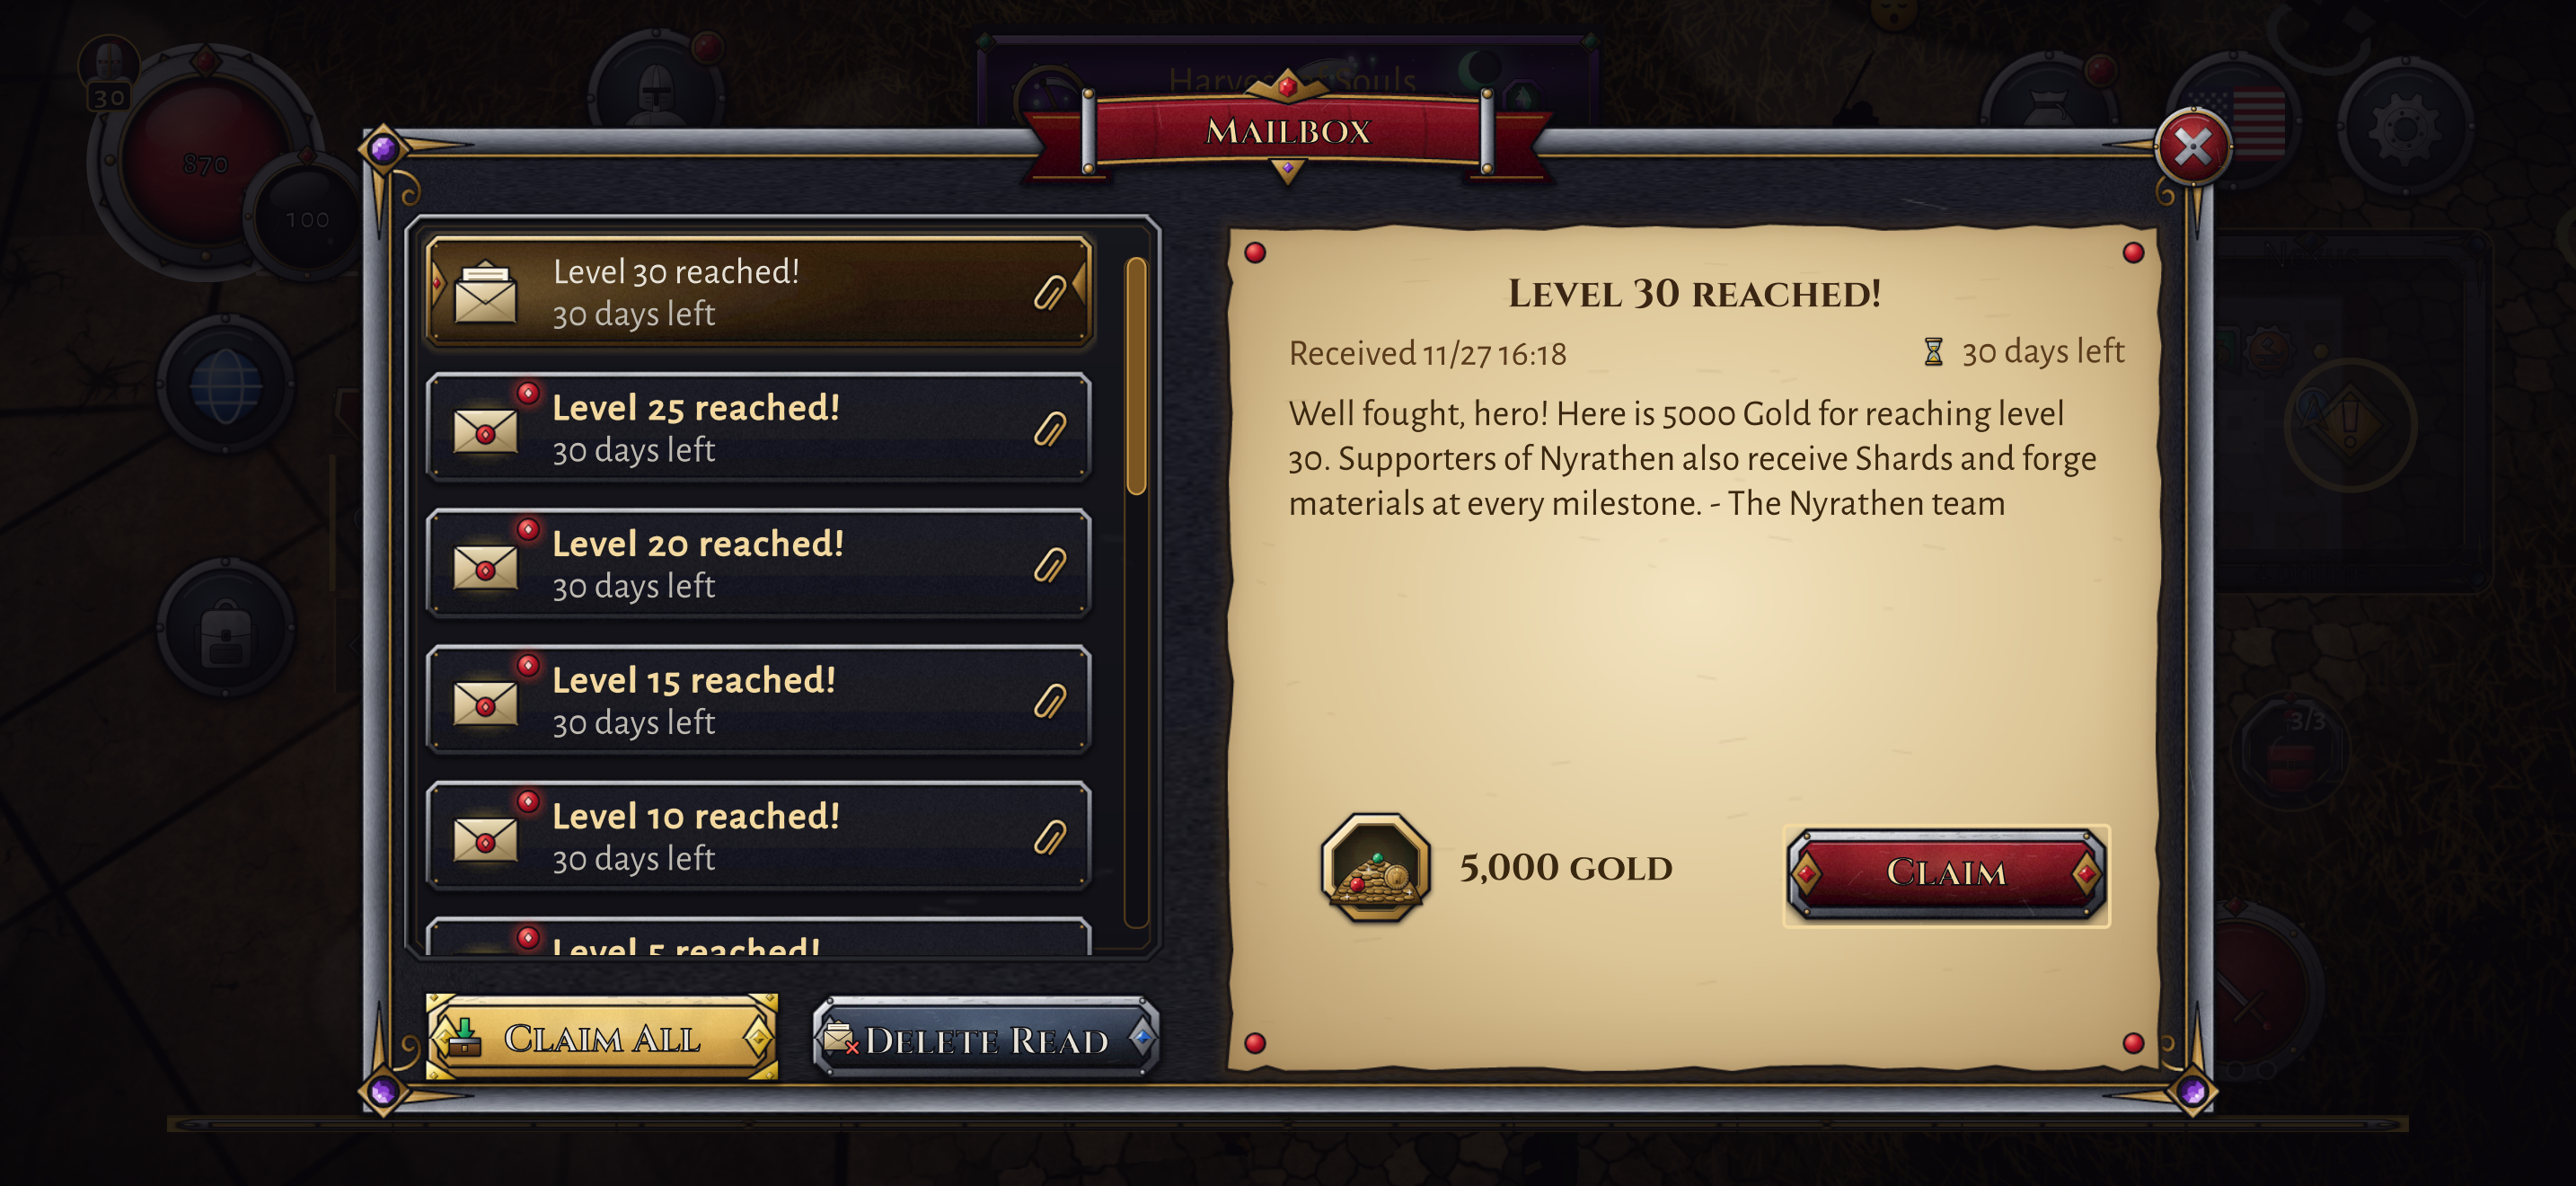 30
870
100
Mailbox
Level 30 reached!
30 days left
Level 25 reached!
30 days left
Level 20 reached!
30 days left
Level 15 reached!
30 days left
Level 10 reached!
30 days left
Level 5 reached!
Claim All
Delete Read
Level 30 reached!
Received 11/27 16:18
30 days left
Well fought, hero! Here is 5000 Gold for reaching level
30. Supporters of Nyrathen also receive Shards and forge
materials at every milestone. - The Nyrathen team
5,000 gold
Claim
3/3